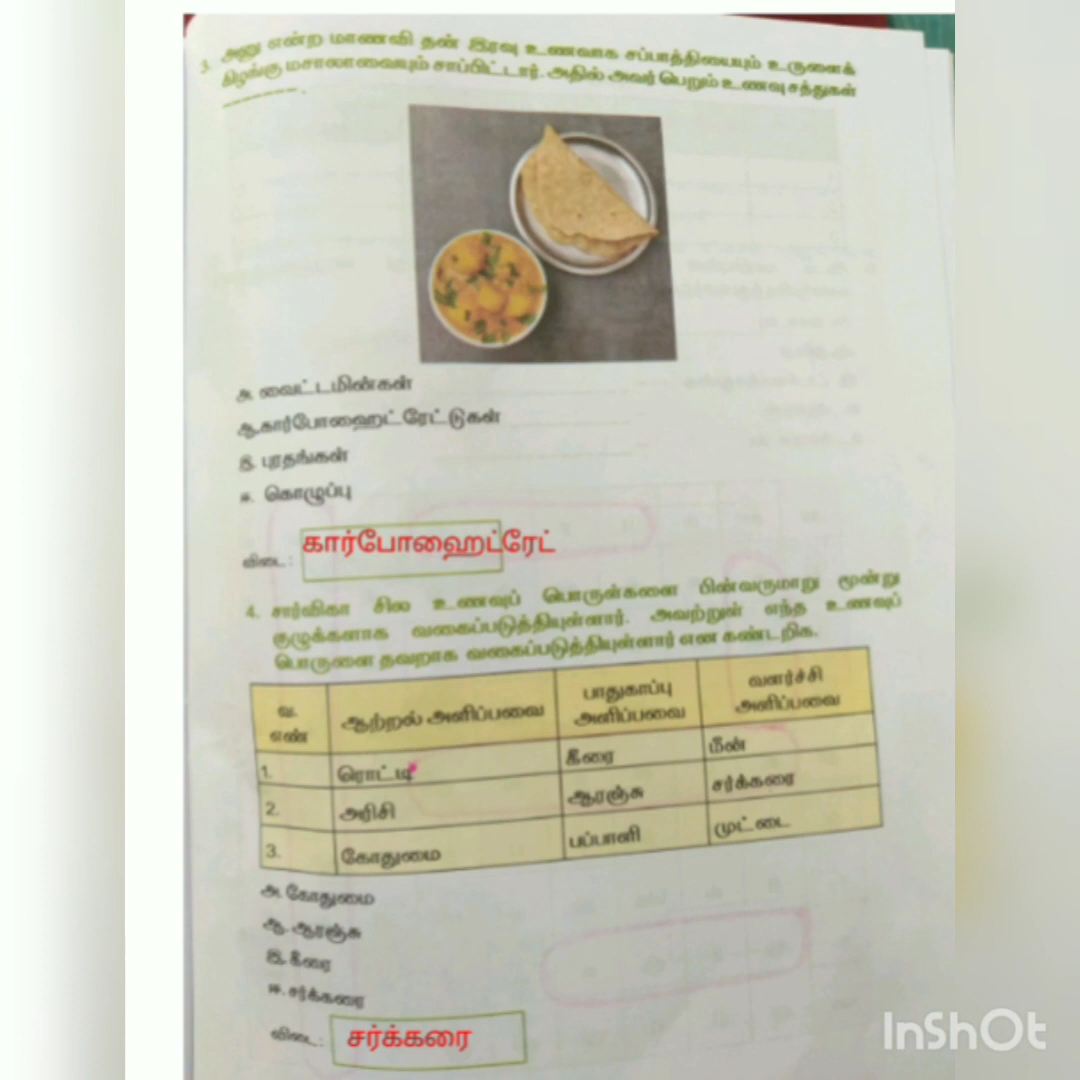 3. அனு என்ற மாணவி தன் இரவு உணவாக சப்பாத்தியையும் உருளைக்
கிழங்கு மசாலாவையும் சாப்பிட்டார். அதில் அவர் பெறும் உணவு சத்துகள்
_______ .
அ. வைட்டமின்கள்
ஆ.கார்போஹைட்ரேட்டுகள்
இ. புரதங்கள்
ஈ. கொழுப்பு
விடை : கார்போஹைட்ரேட்
4. சார்விகா சில உணவுப் பொருள்களை பின்வருமாறு மூன்று
குழுக்களாக வகைப்படுத்தியுள்ளார். அவற்றுள் எந்த உணவுப்
பொருளை தவறாக வகைப்படுத்தியுள்ளார் என கண்டறிக.
வ. எண் ஆற்றல் அளிப்பவை பாதுகாப்பு அளிப்பவை வளர்ச்சி அளிப்பவை
1. ரொட்டி கீரை மீன்
2. அரிசி ஆரஞ்சு சர்க்கரை
3. கோதுமை பப்பாளி முட்டை
அ. கோதுமை
ஆ. ஆரஞ்சு
இ. கீரை
ஈ. சர்க்கரை
விடை : சர்க்கரை
InShOt